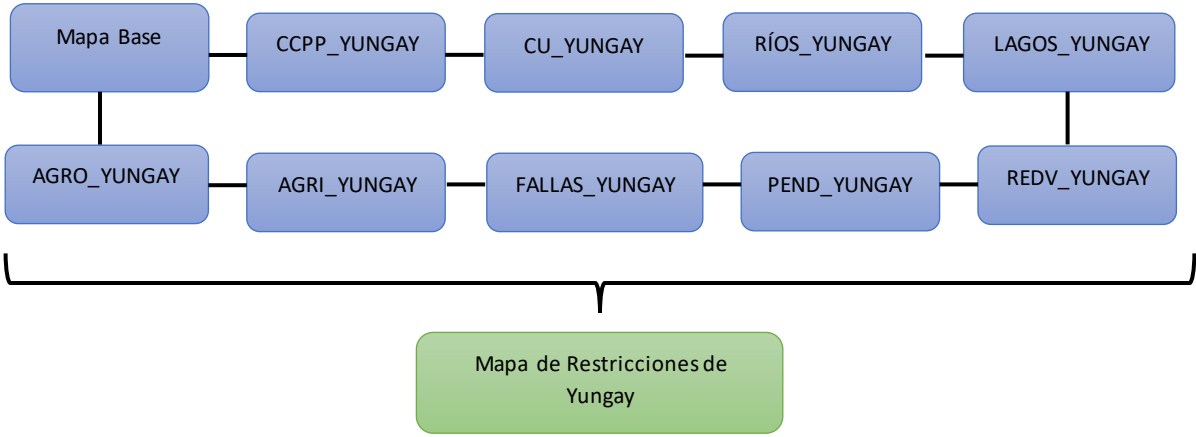 Mapa Base
CCPP_YUNGAY
CU_YUNGAY
RÍOS_YUNGAY
LAGOS_YUNGAY
AGRO_YUNGAY
AGRI_YUNGAY
FALLAS_YUNGAY
PEND_YUNGAY
REDV_YUNGAY
Mapa de Restricciones de
Yungay